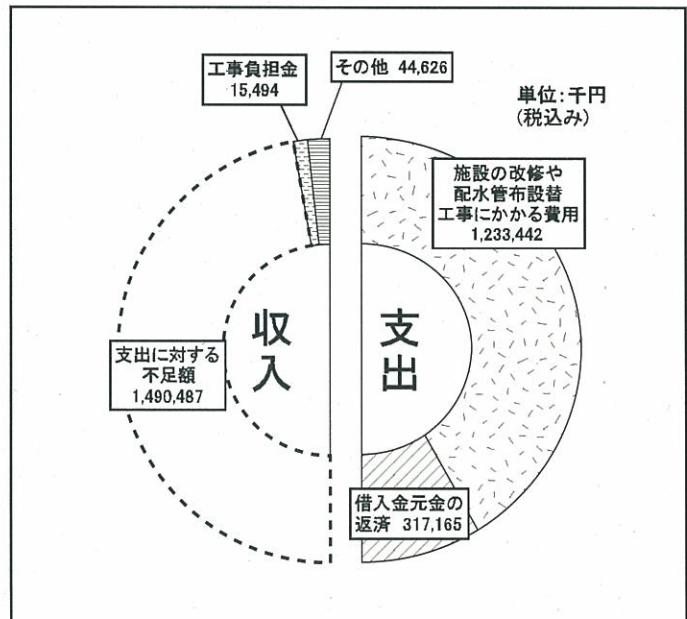 工事負担金
15,494
その他 44,626
単位：千円
(税込み)
施設の改修や
配水管布設替
工事にかかる費用
1,233,442
収入
支出
支出に対する
不足額
1,490,487
借入金元金の
返済 317,165